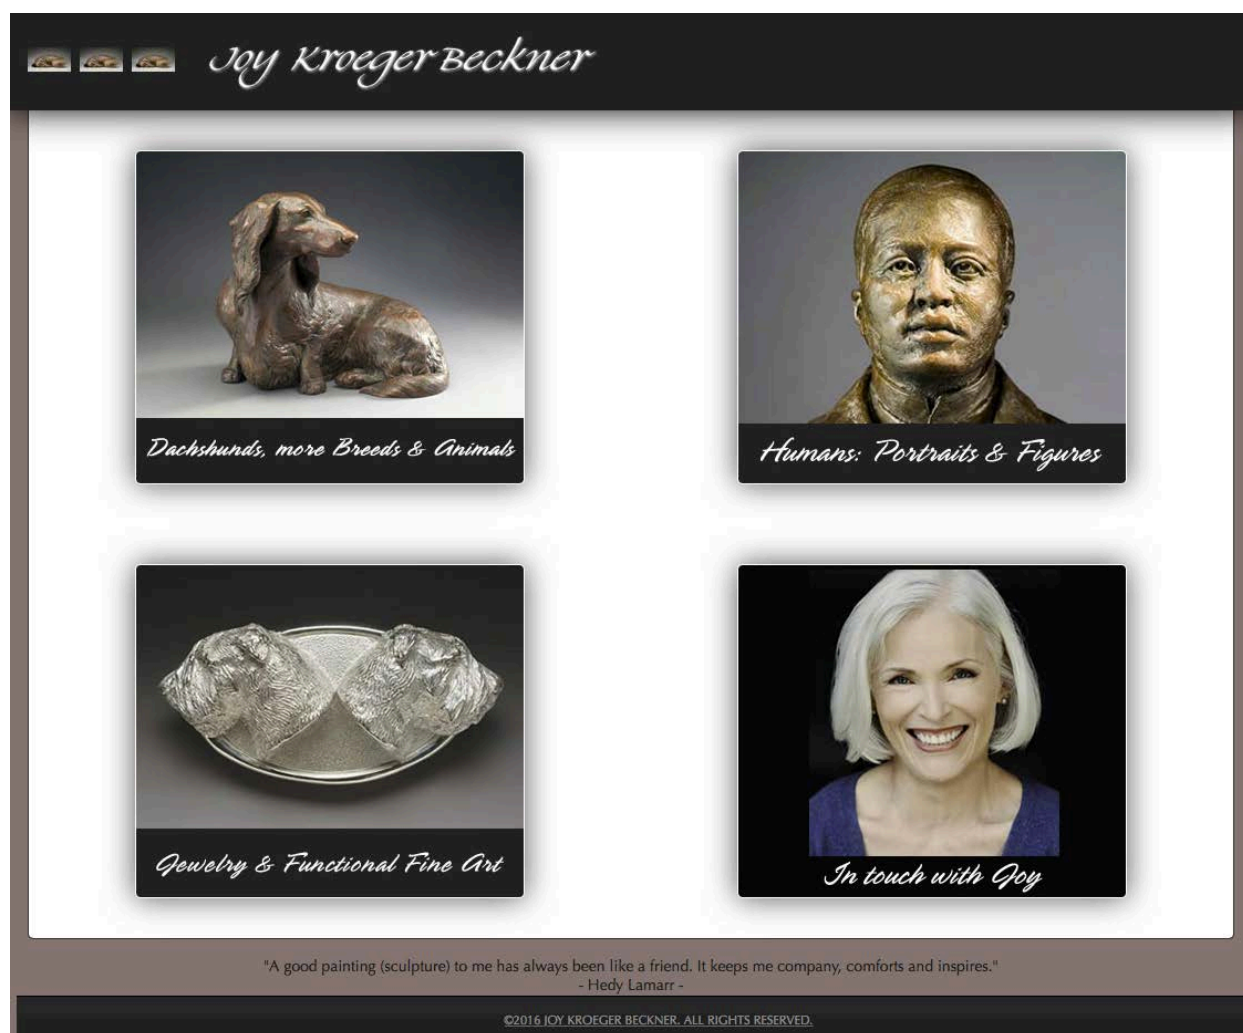 Joy Kroeger Beckner
Dachshunds, more Breeds & Animals
Humans: Portraits & Figures
Jewelry & Functional Fine Art
In touch with Joy
"A good painting (sculpture) to me has always been like a friend. It keeps me company, comforts and inspires."
- Hedy Lamarr -
©2016 JOY KROEGER BECKNER. ALL RIGHTS RESERVED.